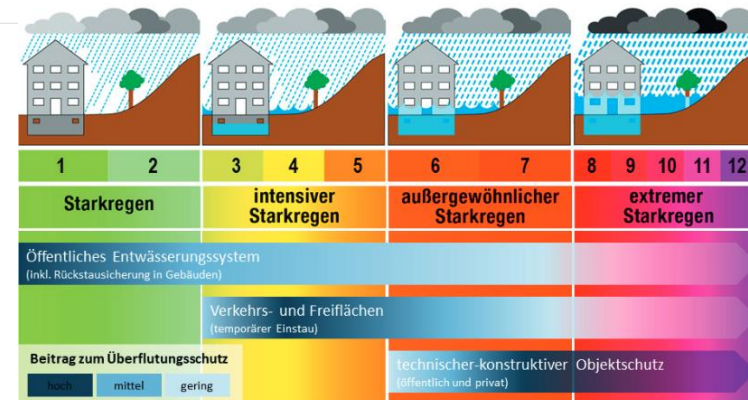 1 2 3 4 5 6 7 8 9 10 11 12
Starkregen
intensiver
Starkregen
außergewöhnlicher
Starkregen
extremer
Starkregen
Öffentliches Entwässerungssystem
(inkl. Rückstausicherung in Gebäuden)
Verkehrs- und Freiflächen
(temporärer Einstau)
Beitrag zum Überflutungsschutz
hoch mittel gering
technischer-konstruktiver Objektschutz
(öffentlich und privat)